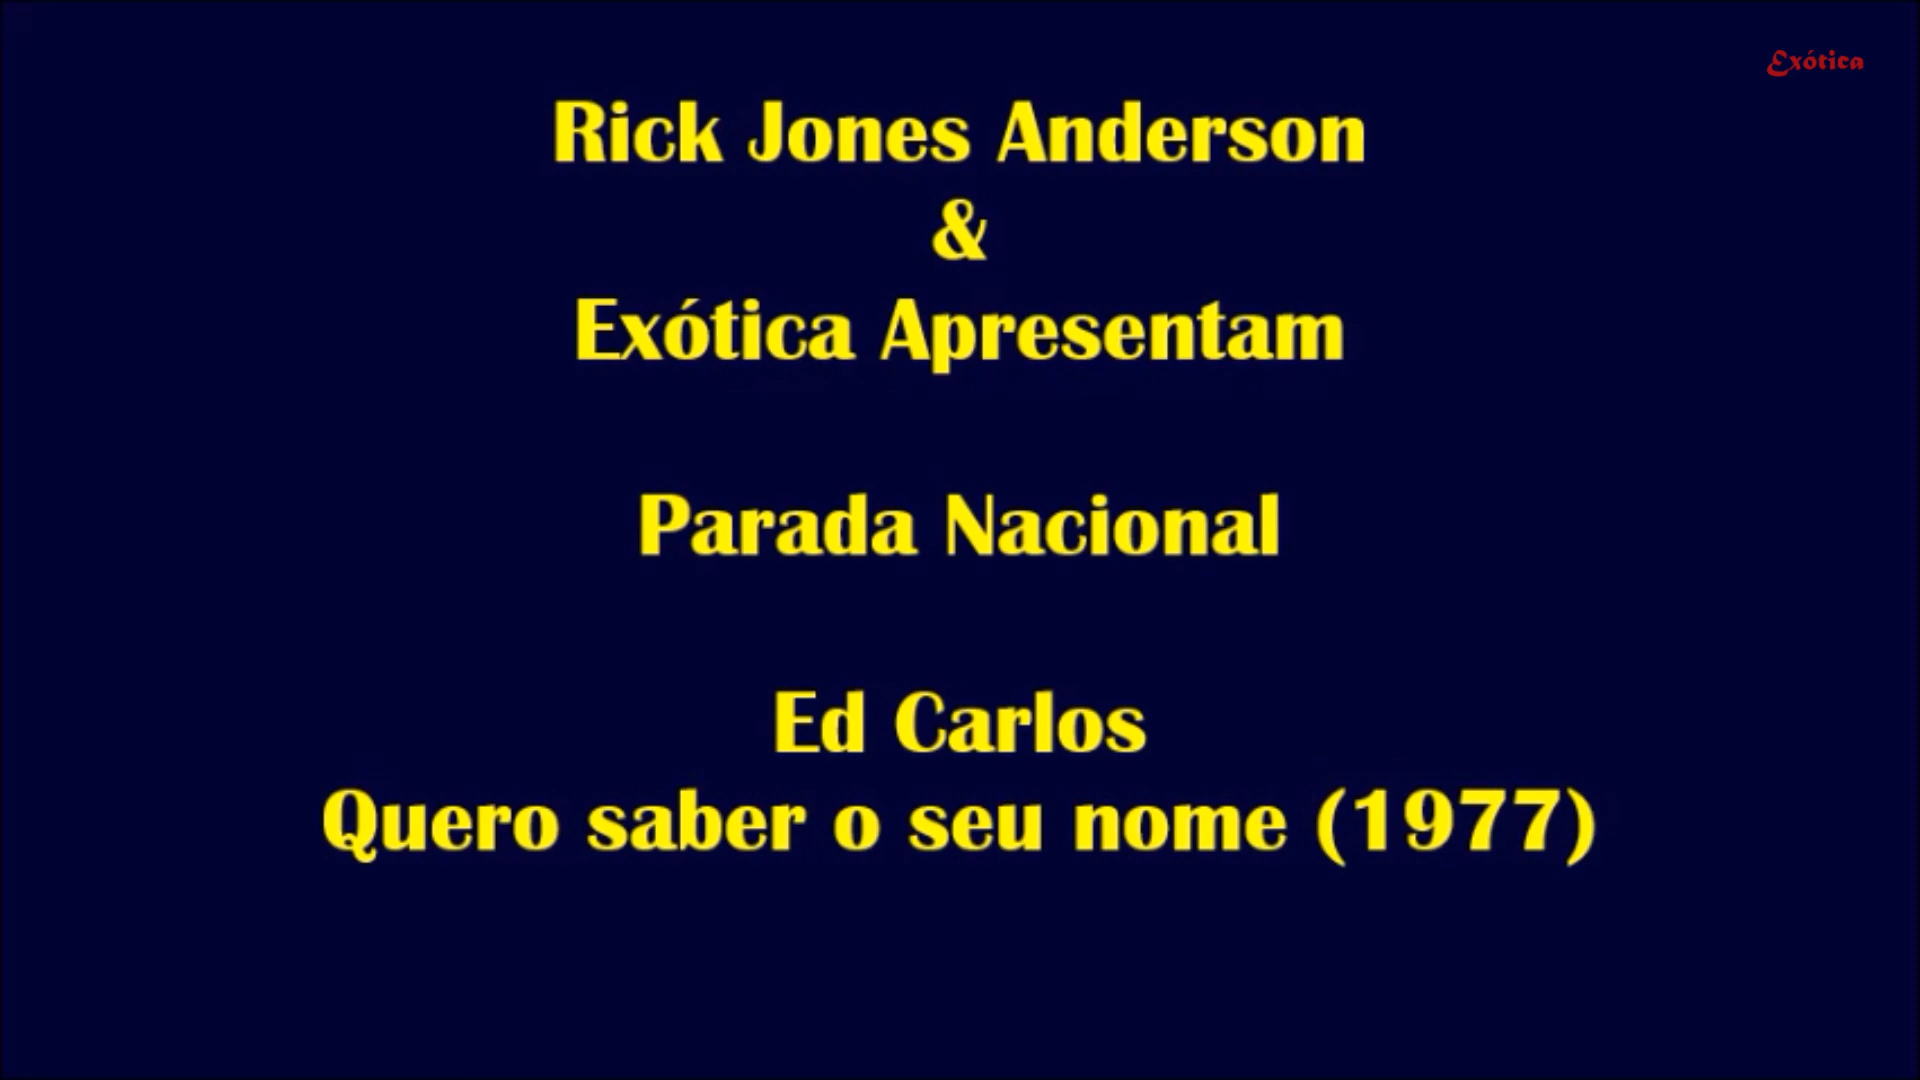 Exótica
Rick Jones Anderson
&
Exótica Apresentam
Parada Nacional
Ed Carlos
Quero saber o seu nome (1977)